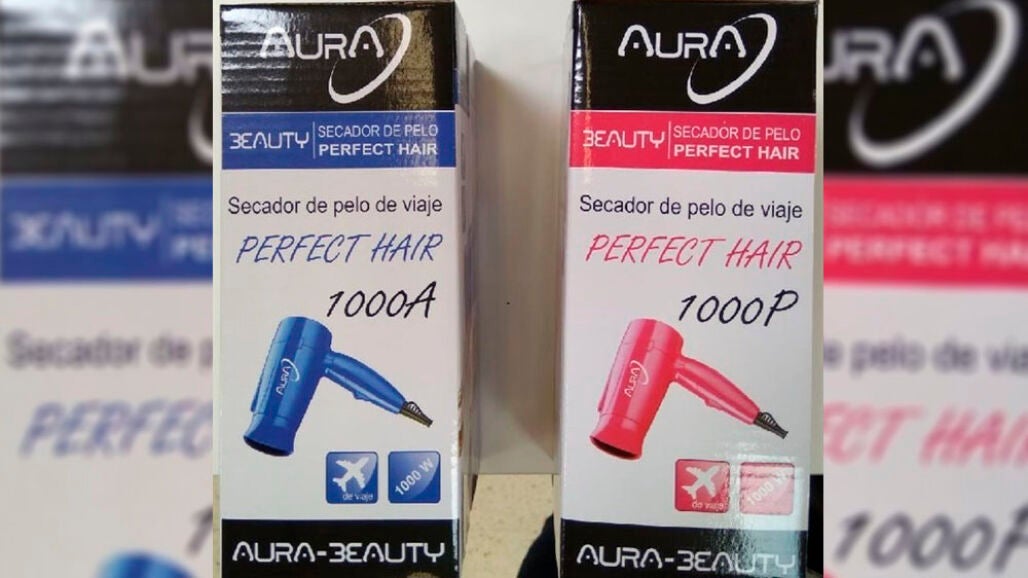 AURA
BEAUTY
SECADOR DE PELO
PERFECT HAIR
Secador de pelo de viaje
PERFECT HAIR
1000A
AURA
de viaje
1000 W
AURA-BEAUTY
AURA
BEAUTY
SECADOR DE PELO
PERFECT HAIR
Secador de pelo de viaje
PERFECT HAIR
1000P
AURA
de viaje
1000 W
AURA-BEAUTY